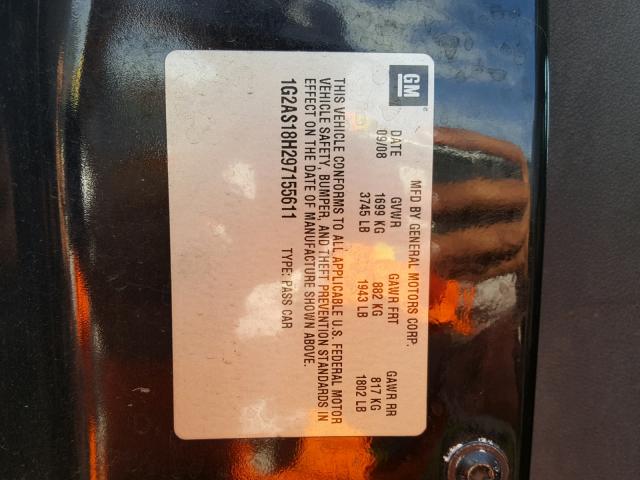 GM
MFD BY GENERAL MOTORS CORP.
DATE GVWR GAWR FRT GAWR RR
09/08 1699 KG 882 KG 817 KG
3745 LB 1943 LB 1802 LB
THIS VEHICLE CONFORMS TO ALL APPLICABLE U.S. FEDERAL MOTOR
VEHICLE SAFETY, BUMPER, AND THEFT PREVENTION STANDARDS IN
EFFECT ON THE DATE OF MANUFACTURE SHOWN ABOVE.
1G2AS18H297155611 TYPE: PASS CAR